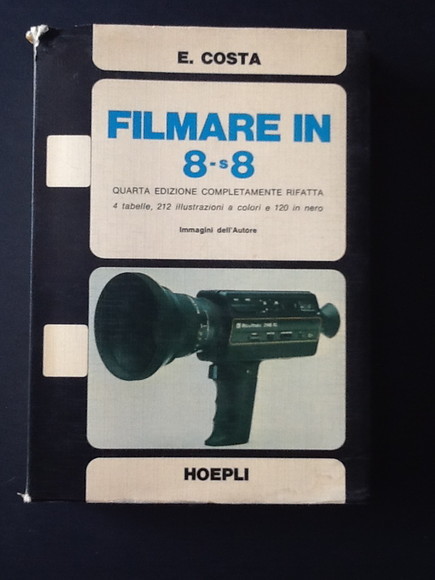 E. COSTA
FILMARE IN
8-s8
QUARTA EDIZIONE COMPLETAMENTE RIFATTA
4 tabelle, 212 illustrazioni a colori e 120 in nero
Immagini dell'Autore
HOEPLI